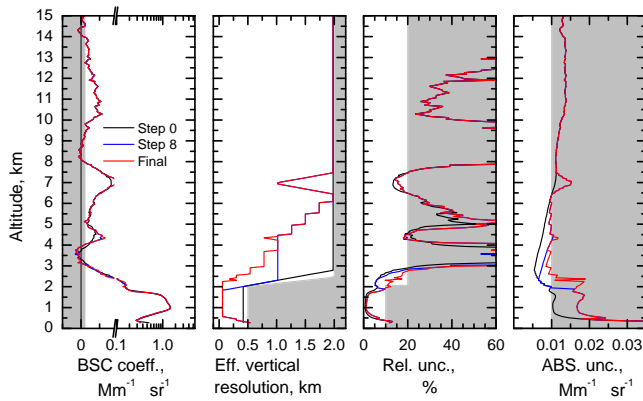 15
14
13
12
11
10
9
8
7
6
5
4
3
2
1
0
Altitude, km
Step 0
Step 8
Final
0 0.1 1.0
BSC coeff.,
Mm⁻¹ sr⁻¹
0.0 0.5 1.0 1.5 2.0
Eff. vertical
resolution, km
0 20 40 60
Rel. unc.,
%
0.01 0.02 0.03
ABS. unc.,
Mm⁻¹ sr⁻¹